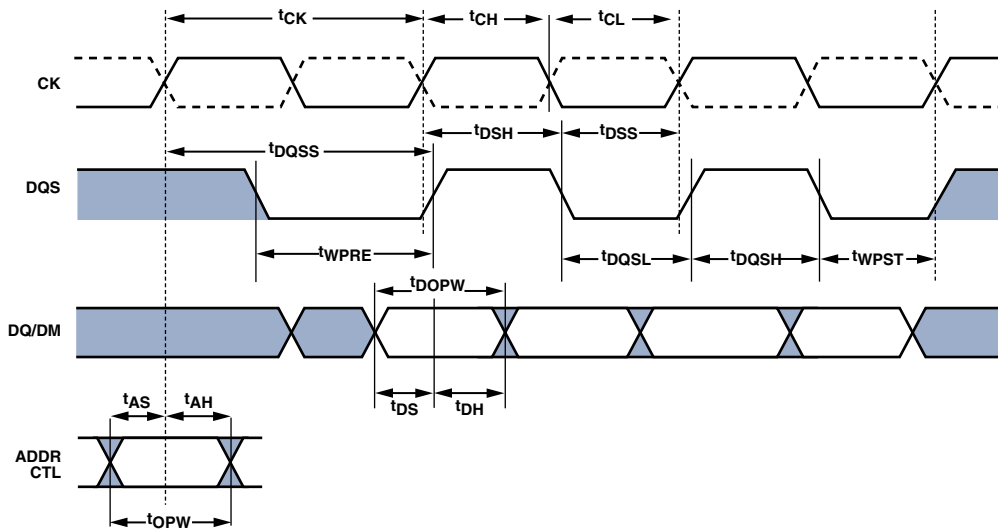 tCK
tCH
tCL
CK
tDSH
tDSS
tDQSS
DQS
tWPRE
tDQSL
tDQSH
tWPST
tDOPW
DQ/DM
tDS
tDH
tAS
tAH
ADDR
CTL
tOPW